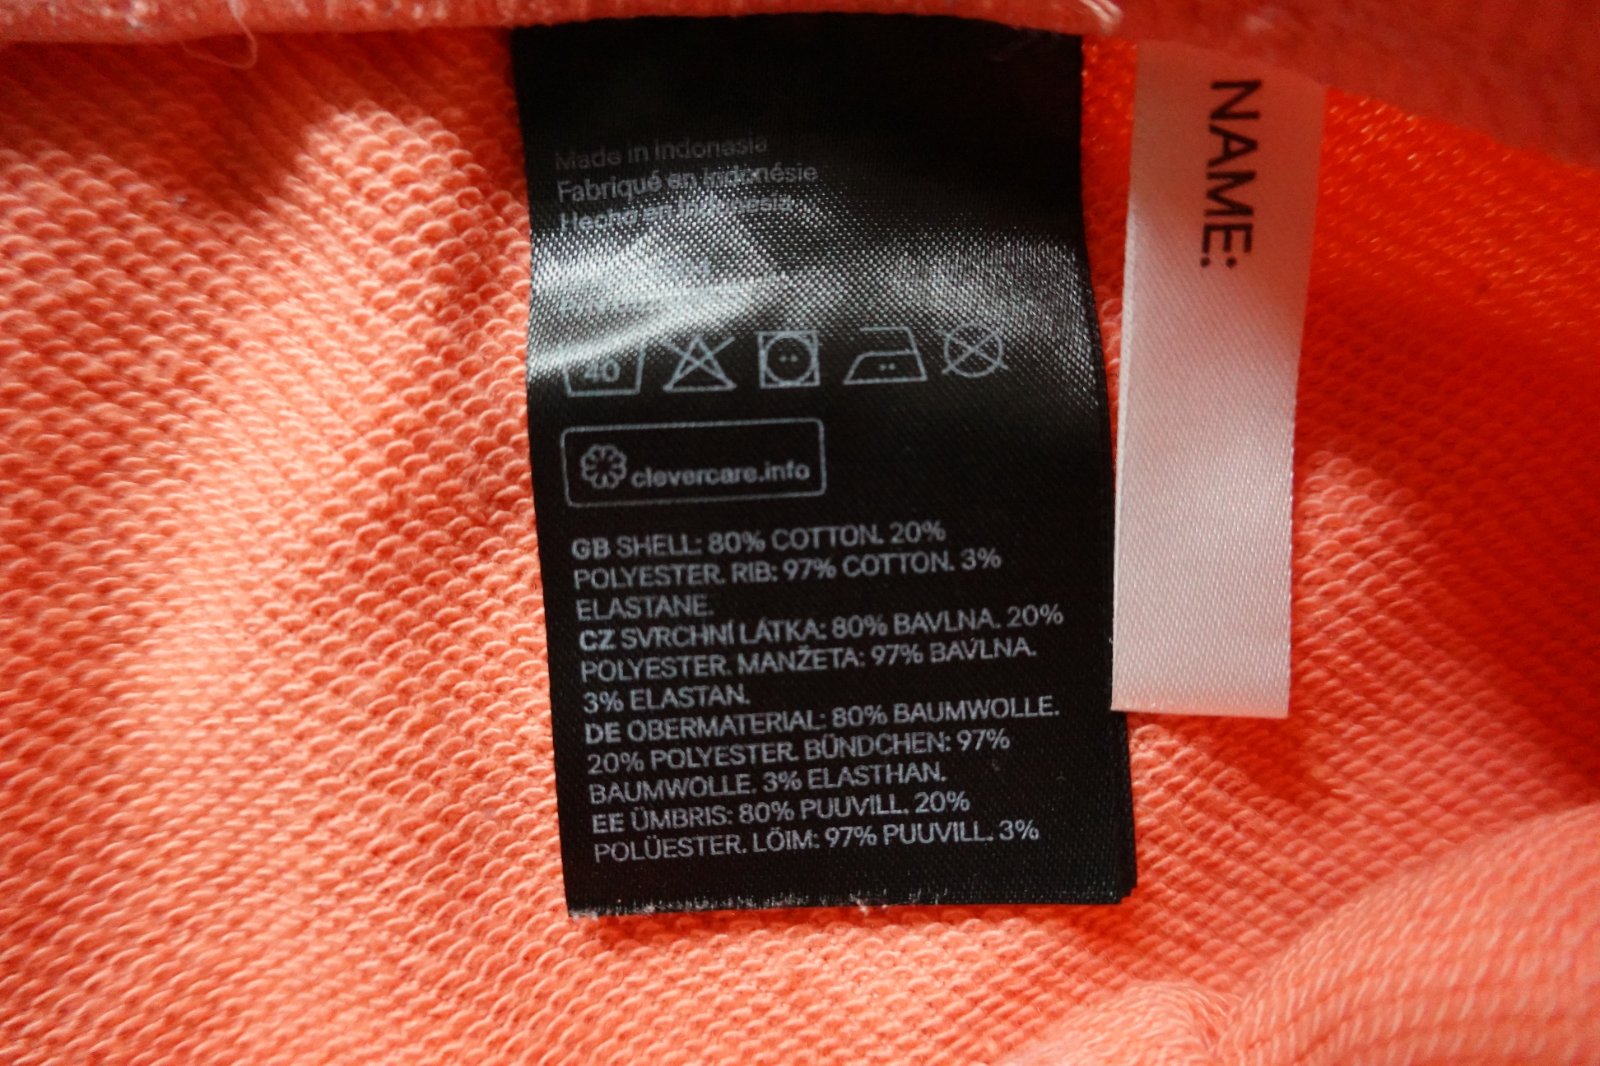 Made in Indonesia
Fabriqué en Indonésie
Hecho en Indonesia
40
clevercare.info
GB SHELL: 80% COTTON. 20%
POLYESTER. RIB: 97% COTTON. 3%
ELASTANE.
CZ SVRCHNÍ LÁTKA: 80% BAVLNA. 20%
POLYESTER. MANŽETA: 97% BAVLNA.
3% ELASTAN.
DE OBERMATERIAL: 80% BAUMWOLLE.
20% POLYESTER. BÜNDCHEN: 97%
BAUMWOLLE. 3% ELASTHAN.
EE ÜMBRIS: 80% PUUVILL. 20%
POLÜESTER. LÕIM: 97% PUUVILL. 3%
NAME: